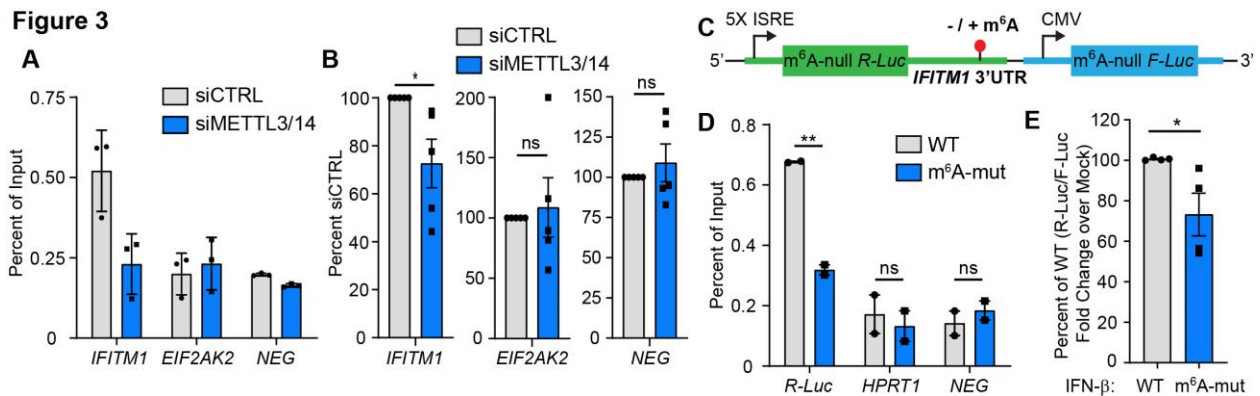 Figure 3
A
Percent of Input
0.75
0.50
0.25
0
siCTRL
siMETTL3/14
IFITM1 EIF2AK2 NEG
B
Percent siCTRL
siCTRL
siMETTL3/14
100
80
60
40
20
0
*
IFITM1
200
150
100
50
0
ns
EIF2AK2
150
125
100
75
50
25
0
ns
NEG
C
5X ISRE
- / + m⁶A
CMV
5' m⁶A-null R-Luc m⁶A-null F-Luc 3'
IFITM1 3'UTR
D
Percent of Input
0.8
0.6
0.4
0.2
0
WT
m⁶A-mut
**
ns
ns
R-Luc HPRT1 NEG
E
Percent of WT (R-Luc/F-Luc
Fold Change over Mock)
120
100
80
60
40
20
0
*
IFN-β: WT m⁶A-mut